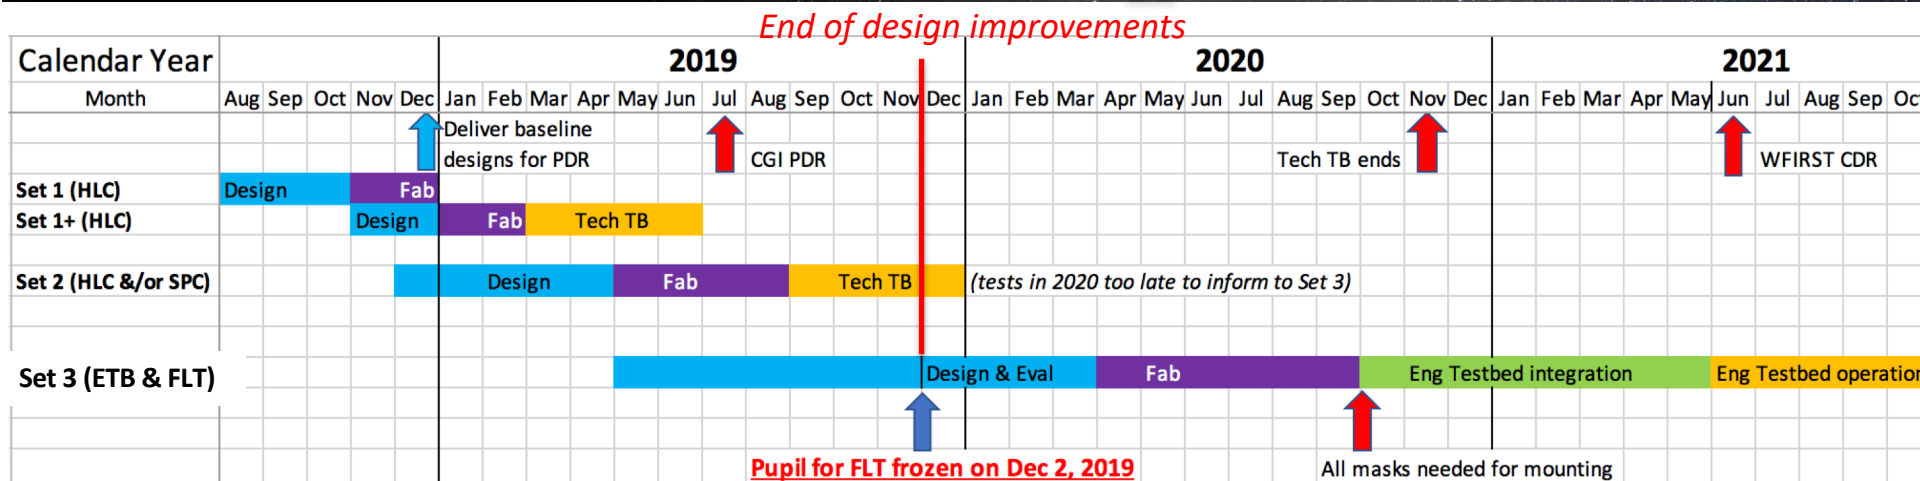 End of design improvements
Calendar Year 2019 2020 2021
Month Aug Sep Oct Nov Dec Jan Feb Mar Apr May Jun Jul Aug Sep Oct Nov Dec Jan Feb Mar Apr May Jun Jul Aug Sep Oct Nov Dec Jan Feb Mar Apr May Jun Jul Aug Sep Oc
Deliver baseline
designs for PDR CGI PDR Tech TB ends WFIRST CDR
Set 1 (HLC) Design Fab
Set 1+ (HLC) Design Fab Tech TB
Set 2 (HLC &/or SPC) Design Fab Tech TB (tests in 2020 too late to inform to Set 3)
Set 3 (ETB & FLT) Design & Eval Fab Eng Testbed integration Eng Testbed operation
Pupil for FLT frozen on Dec 2, 2019 All masks needed for mounting